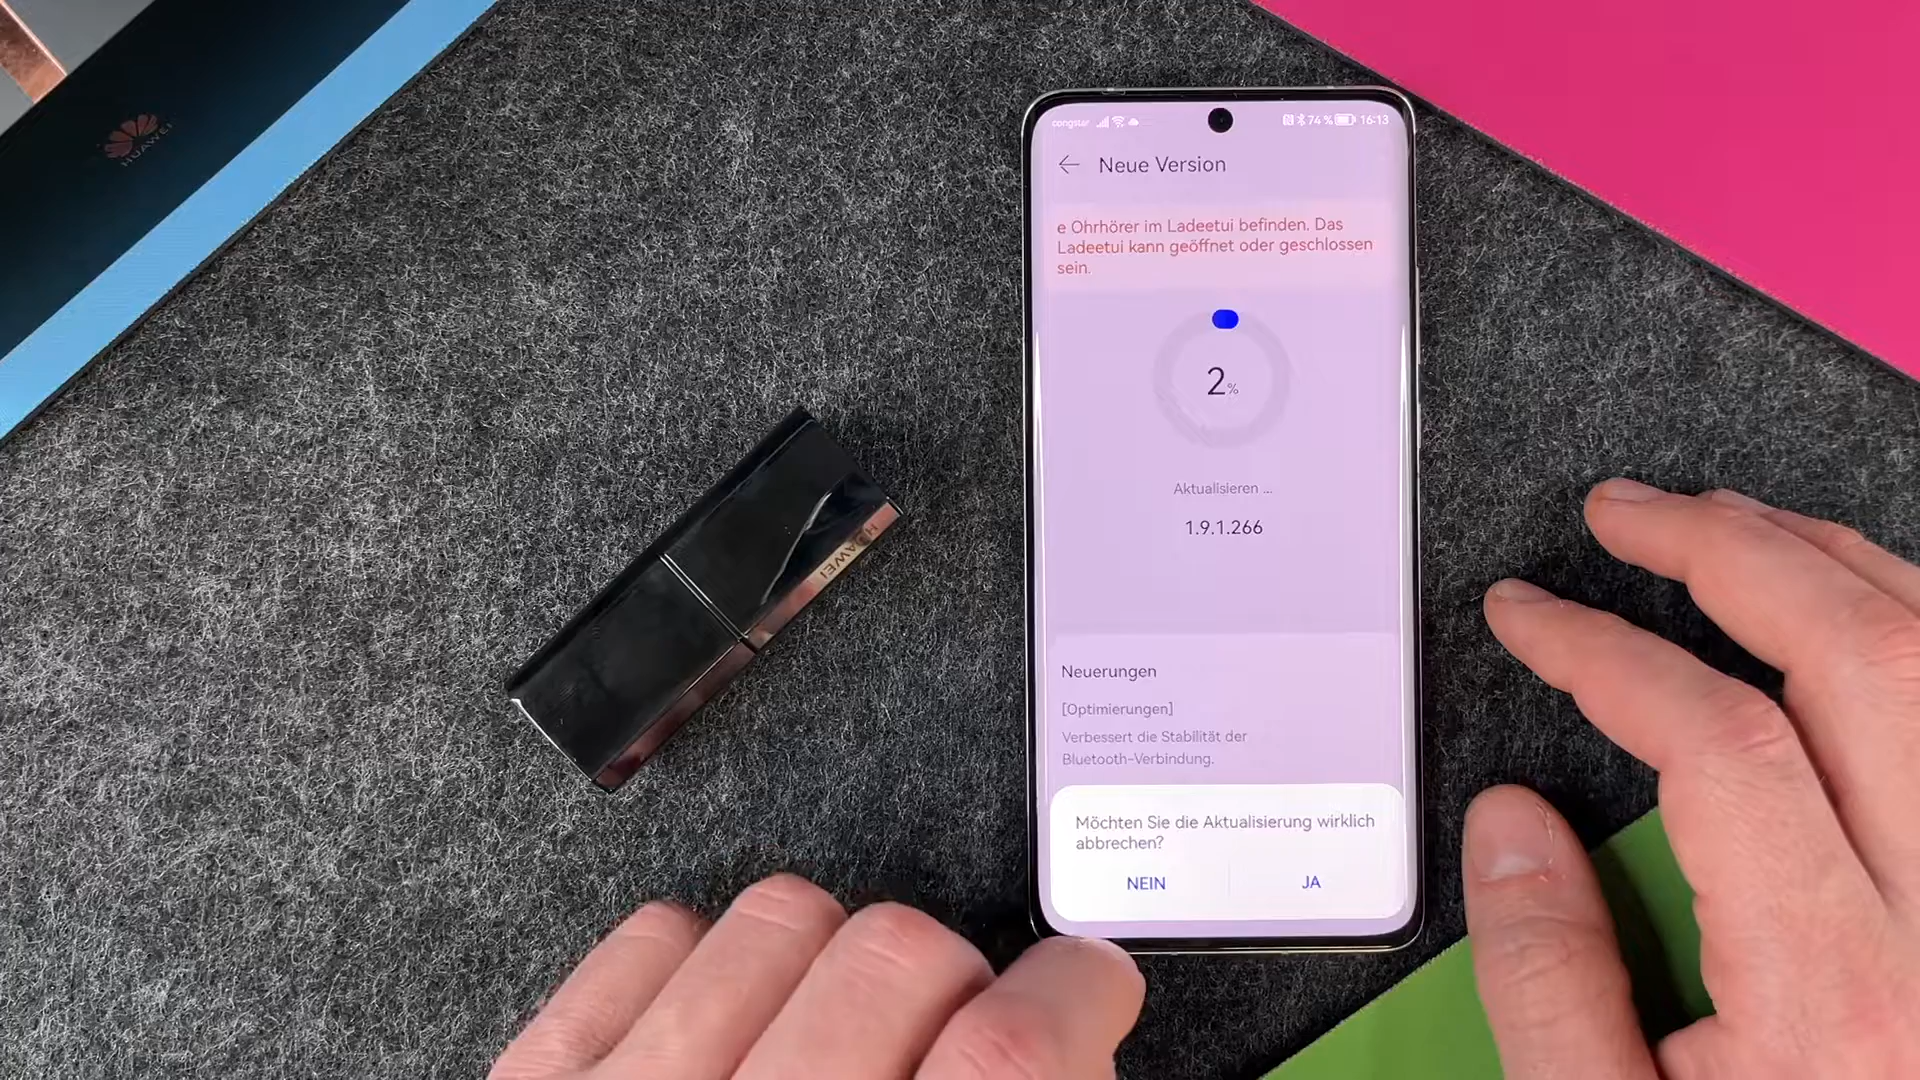 HUAWEI
congstar
74 %
16:13
Neue Version
e Ohrhörer im Ladeetui befinden. Das
Ladeetui kann geöffnet oder geschlossen
sein.
2%
Aktualisieren ...
1.9.1.266
HUAWEI
Neuerungen
[Optimierungen]
Verbessert die Stabilität der
Bluetooth-Verbindung.
Möchten Sie die Aktualisierung wirklich
abbrechen?
NEIN
JA